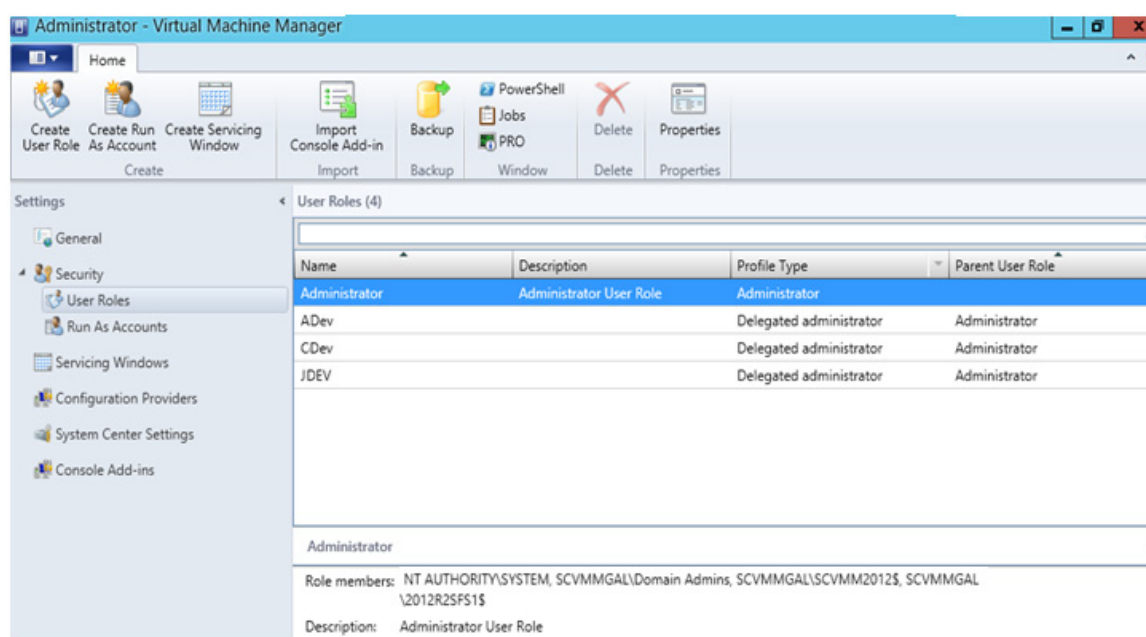 Administrator - Virtual Machine Manager
Home
Create User Role
Create Run As Account
Create Servicing Window
Import Console Add-in
Backup
PowerShell
Jobs
PRO
Delete
Properties
Create
Import
Backup
Window
Delete
Properties
Settings
General
Security
User Roles
Run As Accounts
Servicing Windows
Configuration Providers
System Center Settings
Console Add-ins
User Roles (4)
Name Description Profile Type Parent User Role
Administrator Administrator User Role Administrator
ADev Delegated administrator Administrator
CDev Delegated administrator Administrator
JDEV Delegated administrator Administrator
Administrator
Role members: NT AUTHORITY\SYSTEM, SCVMMGAL\Domain Admins, SCVMMGAL\SCVMM2012$, SCVMMGAL
\2012R2SFS1$
Description: Administrator User Role